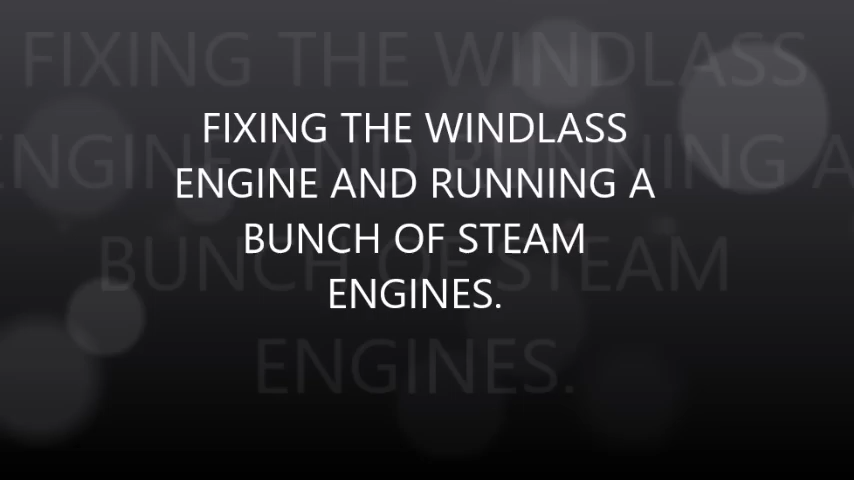 FIXING THE WINDLASS
ENGINE AND RUNNING A
BUNCH OF STEAM
ENGINES.